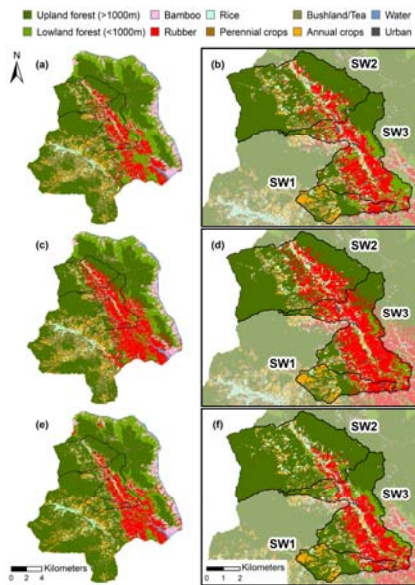 Upland forest (>1000m) Bamboo Rice Bushland/Tea Water
Lowland forest (<1000m) Rubber Perennial crops Annual crops Urban
N
(a) (b) SW2
SW3
SW1
(c) (d) SW2
SW3
SW1
(e) (f) SW2
SW3
SW1
Kilometers Kilometers
0 2 4 0 1 2